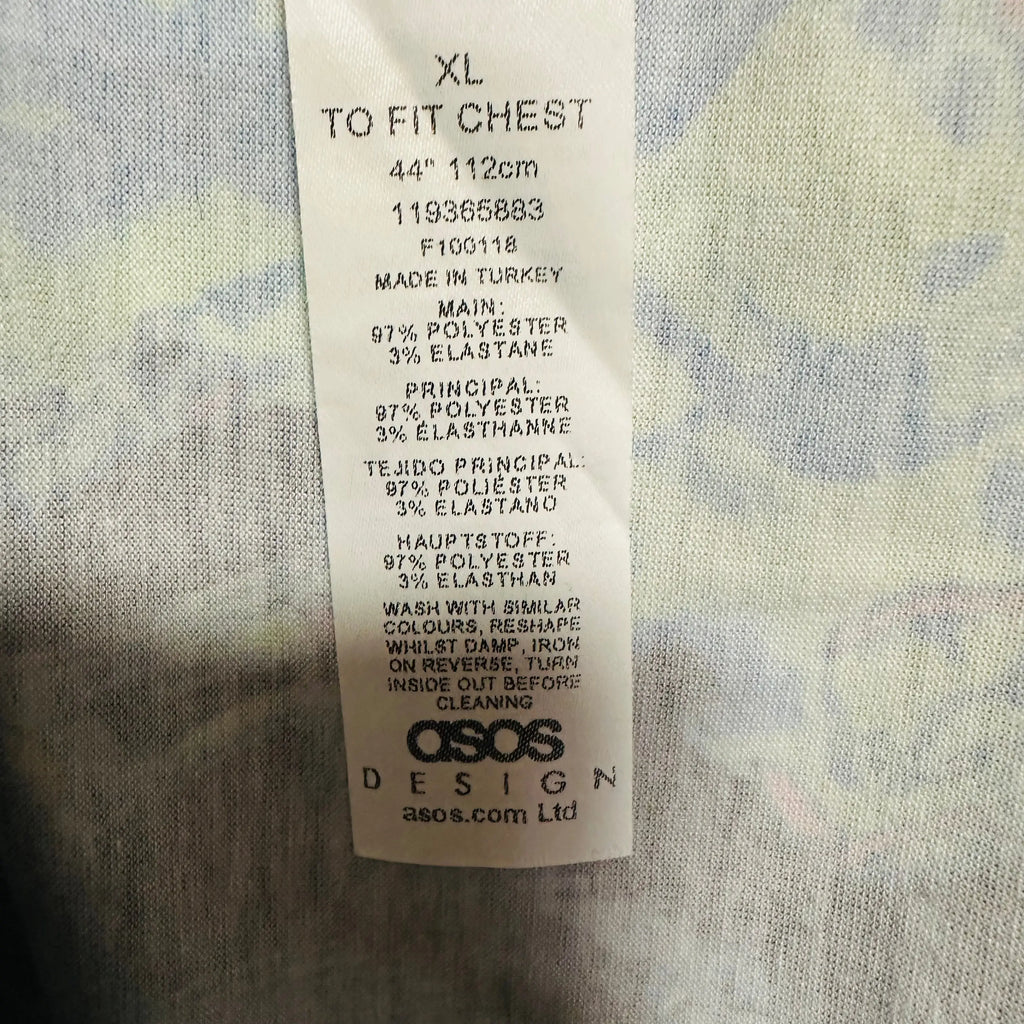 XL
TO FIT CHEST
44" 112cm
119365883
F100118
MADE IN TURKEY
MAIN:
97% POLYESTER
3% ELASTANE
PRINCIPAL:
97% POLYESTER
3% ÉLASTHANNE
TEJIDO PRINCIPAL:
97% POLIÉSTER
3% ELASTANO
HAUPTSTOFF:
97% POLYESTER
3% ELASTHAN
WASH WITH SIMILAR
COLOURS, RESHAPE
WHILST DAMP, IRON
ON REVERSE, TURN
INSIDE OUT BEFORE
CLEANING
asos
DESIGN
asos.com Ltd